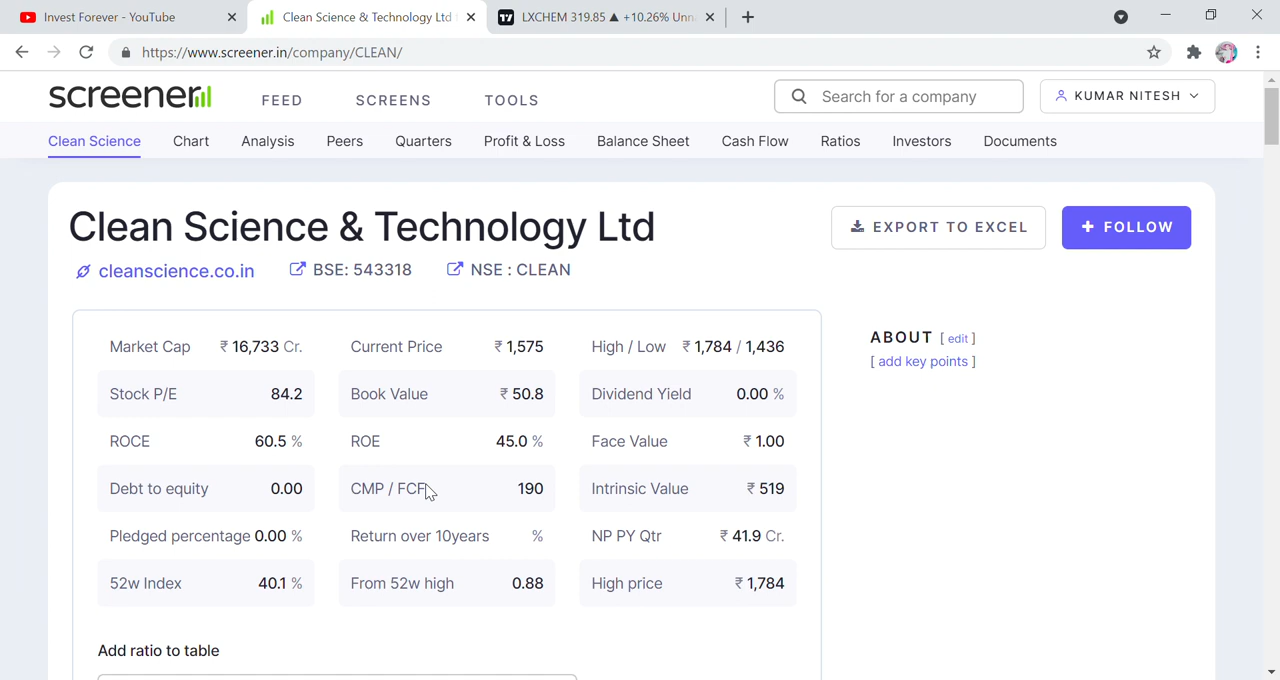 Invest Forever - YouTube
Clean Science & Technology Ltd
LXCHEM 319.85 ▲ +10.26% Unn
https://www.screener.in/company/CLEAN/
screener FEED SCREENS TOOLS Search for a company KUMAR NITESH
Clean Science Chart Analysis Peers Quarters Profit & Loss Balance Sheet Cash Flow Ratios Investors Documents
Clean Science & Technology Ltd
EXPORT TO EXCEL
+ FOLLOW
cleanscience.co.in BSE: 543318 NSE : CLEAN
Market Cap ₹ 16,733 Cr. Current Price ₹ 1,575 High / Low ₹ 1,784 / 1,436
Stock P/E 84.2 Book Value ₹ 50.8 Dividend Yield 0.00 %
ROCE 60.5 % ROE 45.0 % Face Value ₹ 1.00
Debt to equity 0.00 CMP / FCF 190 Intrinsic Value ₹ 519
Pledged percentage 0.00 % Return over 10years % NP PY Qtr ₹ 41.9 Cr.
52w Index 40.1 % From 52w high 0.88 High price ₹ 1,784
ABOUT [ edit ]
[ add key points ]
Add ratio to table